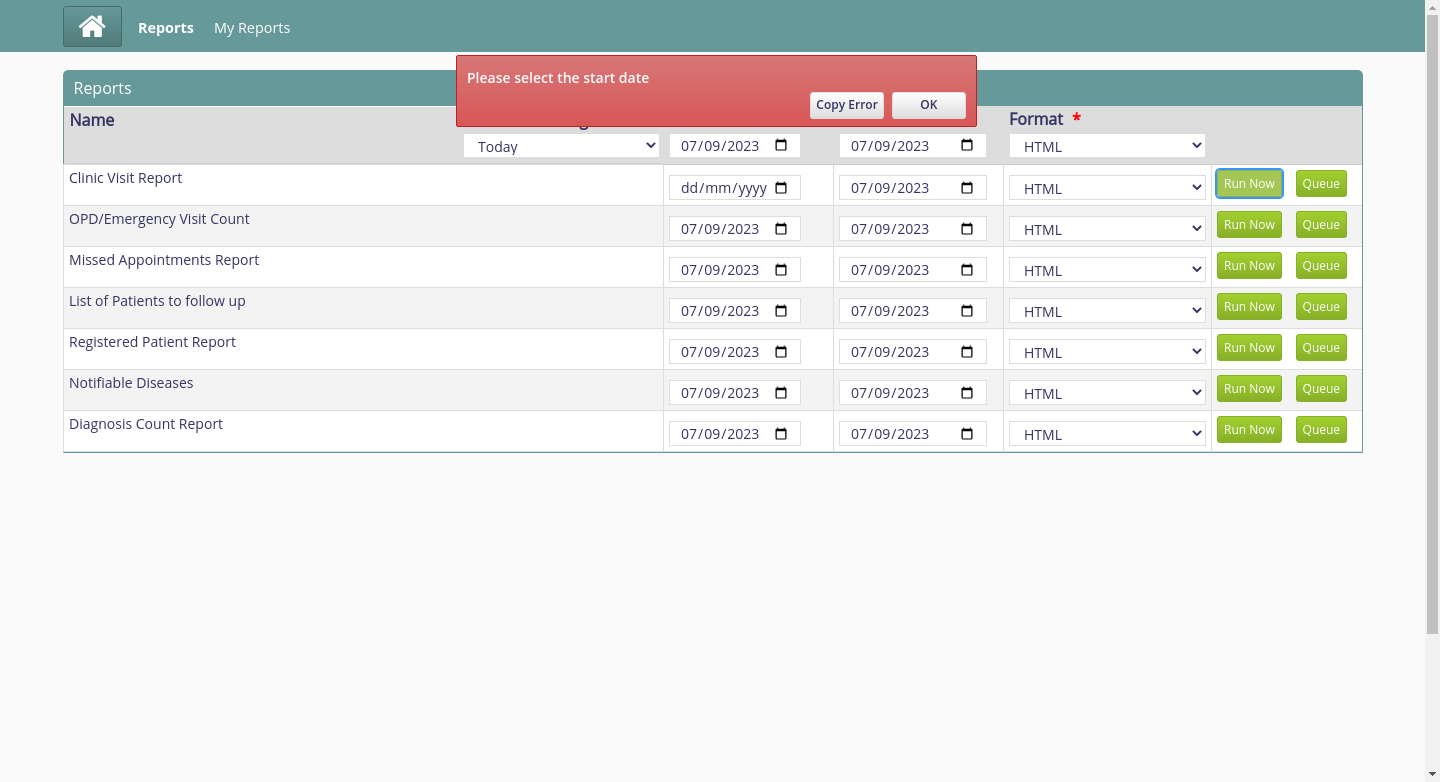 Reports My Reports
Please select the start date
Copy Error OK
Reports
Name Format *
Today 07/09/2023 07/09/2023 HTML
Clinic Visit Report dd/mm/yyyy 07/09/2023 HTML Run Now Queue
OPD/Emergency Visit Count 07/09/2023 07/09/2023 HTML Run Now Queue
Missed Appointments Report 07/09/2023 07/09/2023 HTML Run Now Queue
List of Patients to follow up 07/09/2023 07/09/2023 HTML Run Now Queue
Registered Patient Report 07/09/2023 07/09/2023 HTML Run Now Queue
Notifiable Diseases 07/09/2023 07/09/2023 HTML Run Now Queue
Diagnosis Count Report 07/09/2023 07/09/2023 HTML Run Now Queue